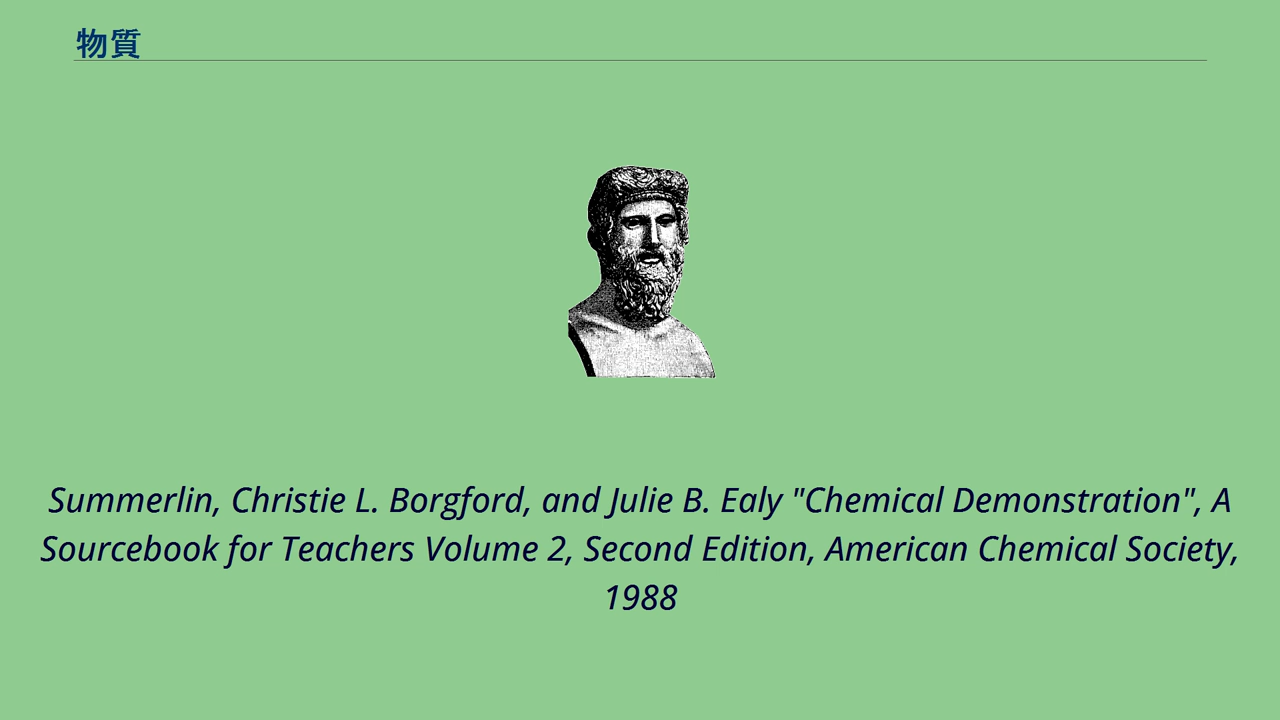 物質
Summerlin, Christie L. Borgford, and Julie B. Ealy "Chemical Demonstration", A
Sourcebook for Teachers Volume 2, Second Edition, American Chemical Society,
1988